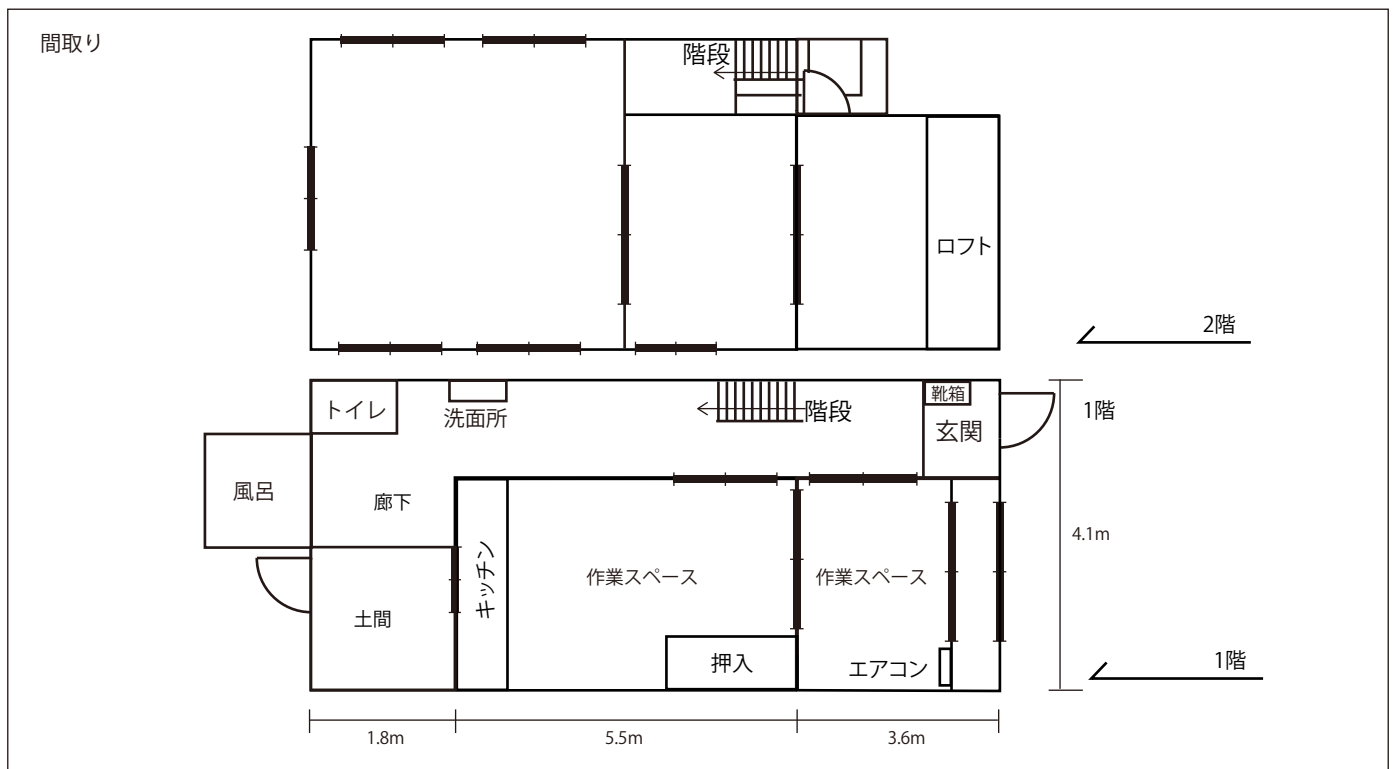 間取り
階段
ロフト
2階
トイレ
洗面所
階段
靴箱
玄関
1階
風呂
廊下
キッチン
作業スペース
作業スペース
4.1m
土間
押入
エアコン
1階
1.8m
5.5m
3.6m